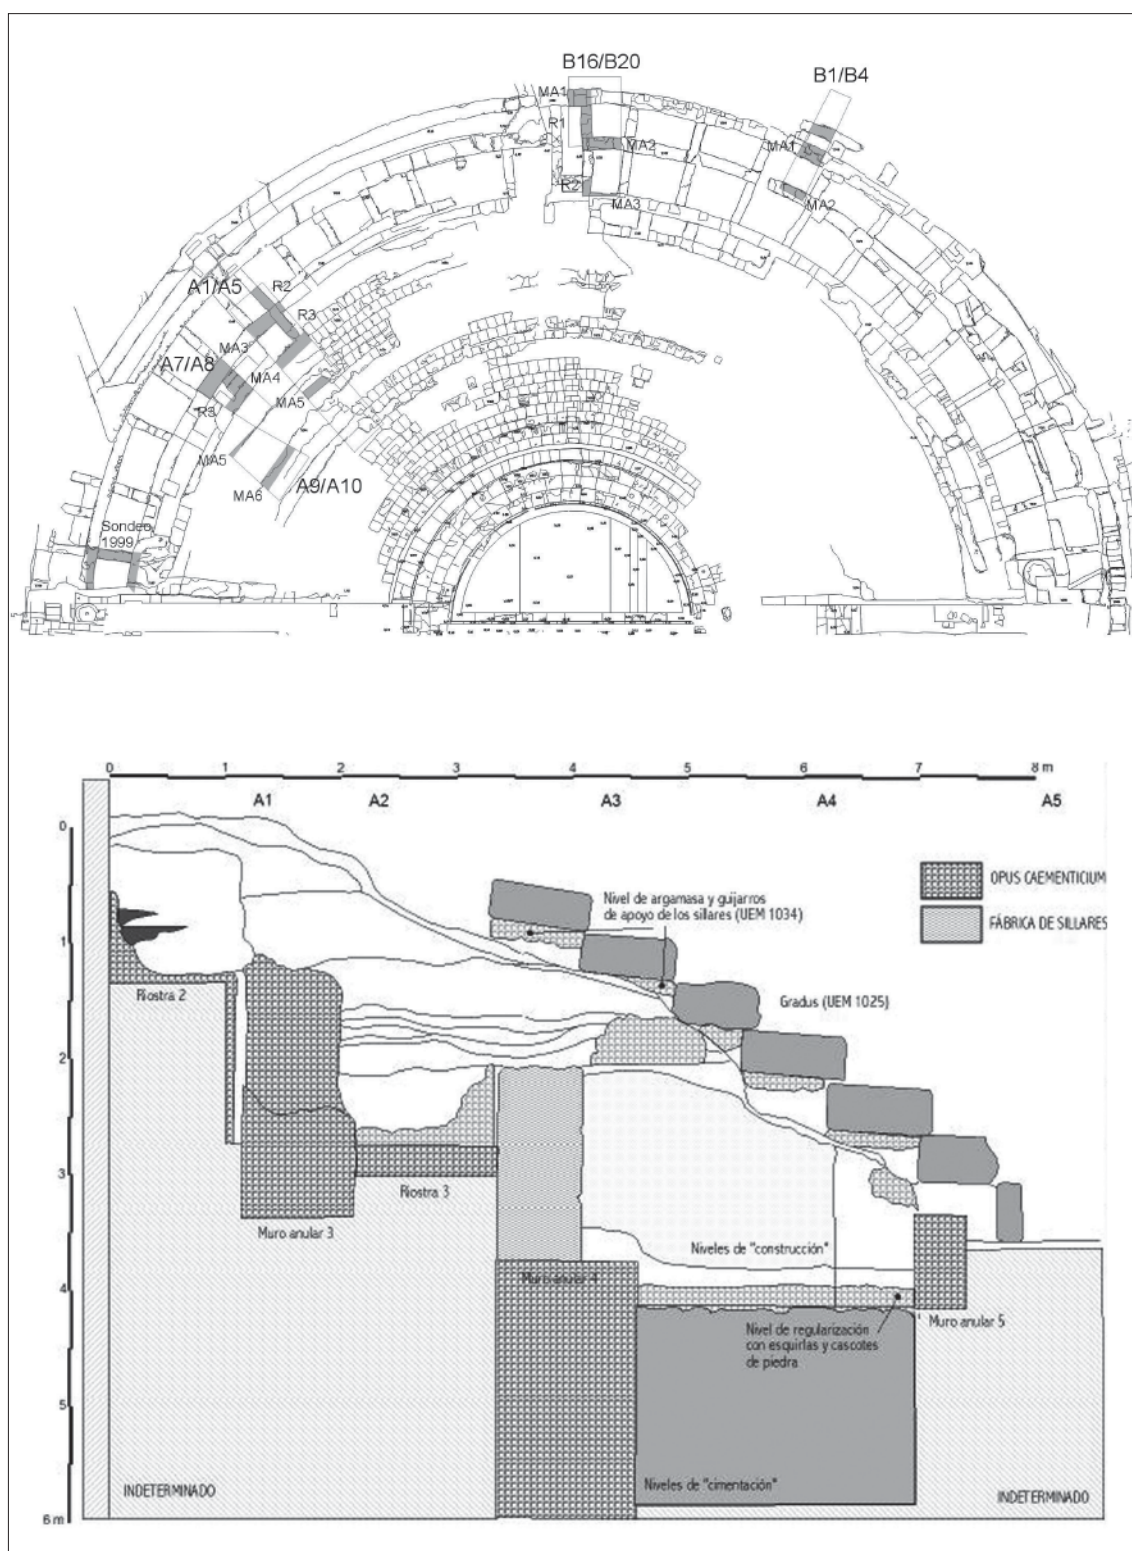 B16/B20
B1/B4
MA1
R1
MA2
MA1
R2
MA3
MA2
A1/A5
R2
R3
MA3
A7/A8
MA4
MA5
R3
MA5
MA6
A9/A10
Sondeo
1999
0 1 2 3 4 5 6 7 8 m
A1 A2 A3 A4 A5
0
OPUS CAEMENTICIUM
FÁBRICA DE SILLARES
Nivel de argamasa y guijarros
de apoyo de los sillares (UEM 1034)
1
Riostra 2
Gradus (UEM 1025)
2
3
Riostra 3
Muro anular 3
Niveles de "construcción"
Muro anular 4
4
Muro anular 5
Nivel de regularización
con esquirlas y cascotes
de piedra
5
INDETERMINADO
Niveles de "cimentación"
INDETERMINADO
6 m